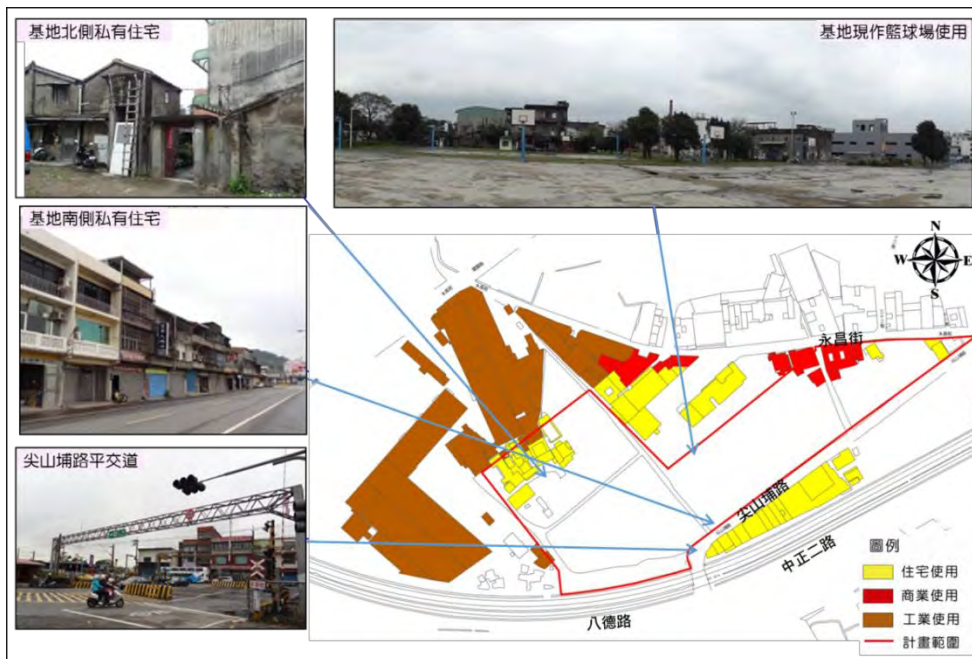 基地北側私有住宅
基地現作籃球場使用
基地南側私有住宅
尖山埔路平交道
N
W
E
S
永昌街
尖山埔路
中正二路
八德路
圖例
住宅使用
商業使用
工業使用
計畫範圍